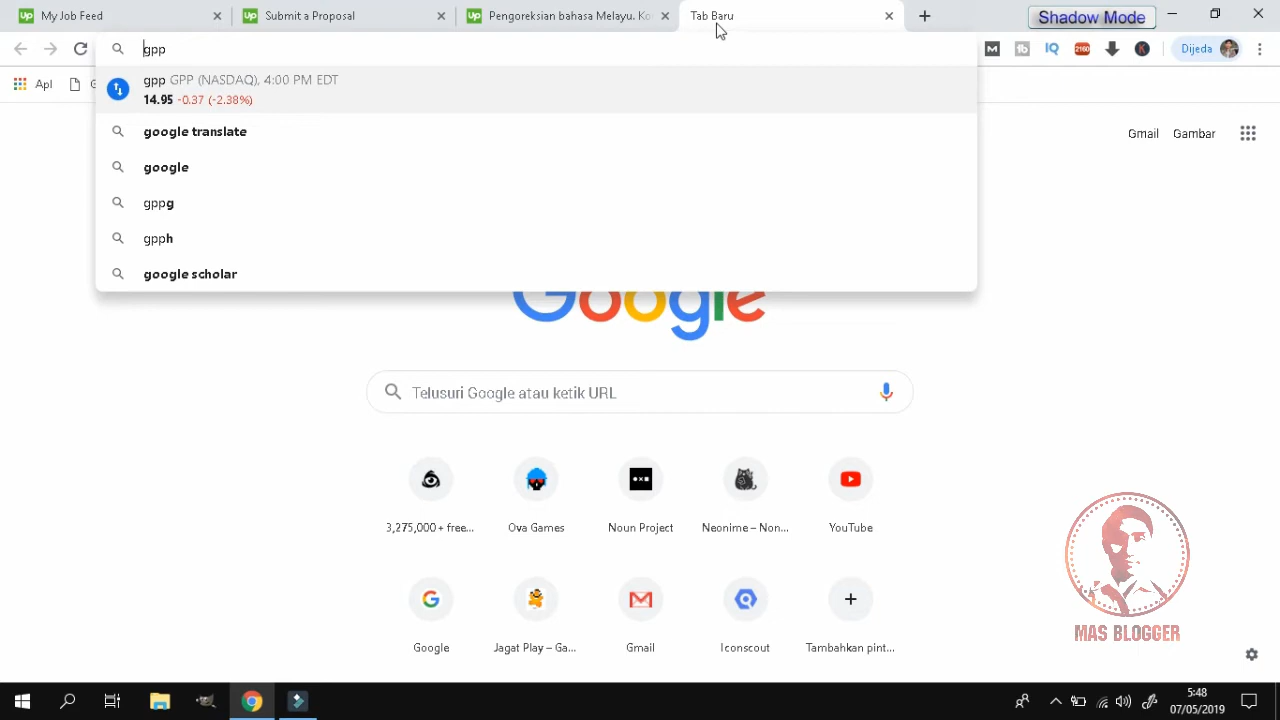 My Job Feed
Submit a Proposal
Pengoreksian bahasa Melayu. Ko
Tab Baru
Shadow Mode
gpp
2160
Dijeda
Apl
gpp GPP (NASDAQ), 4:00 PM EDT
14.95 -0.37 (-2.38%)
google translate
google
gppg
gpph
google scholar
Gmail Gambar
Google
Telusuri Google atau ketik URL
3,275,000+ free...
Ova Games
Noun Project
Neonime – Non...
YouTube
Google
Jagat Play – Ga...
Gmail
Iconscout
Tambahkan pint...
MAS BLOGGER
5:48
07/05/2019